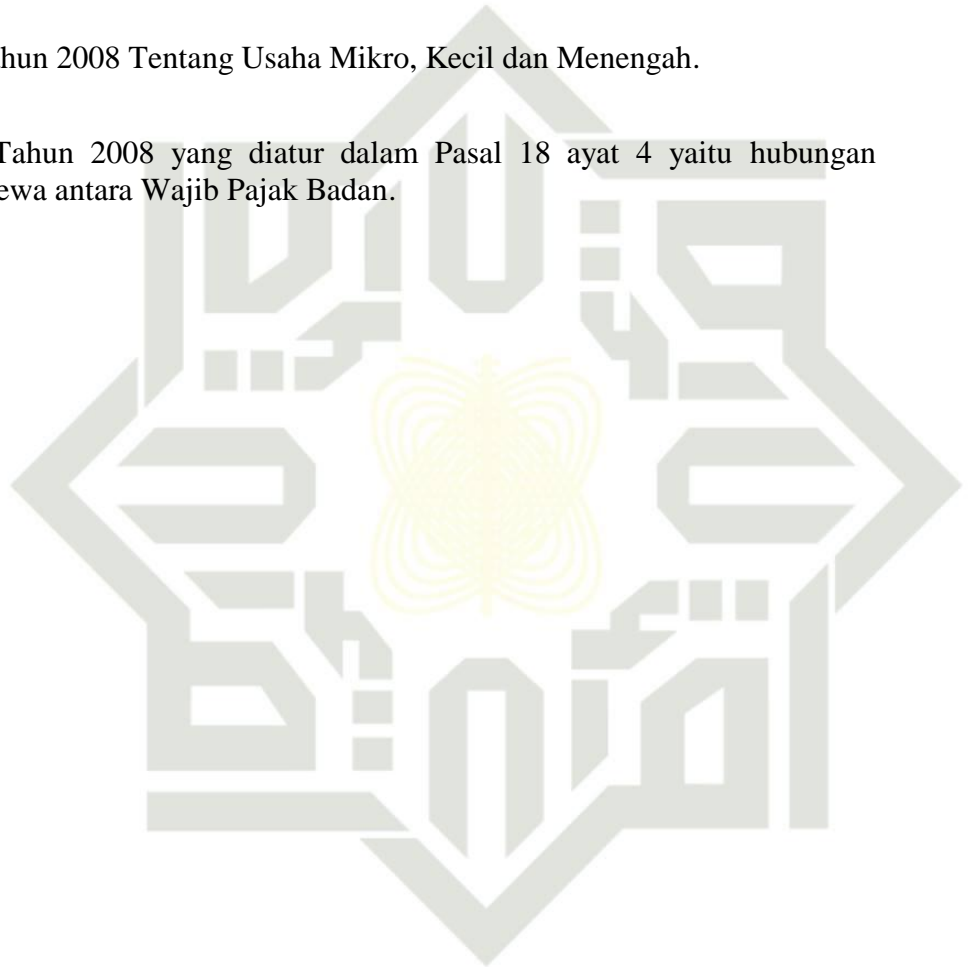 hun 2008 Tentang Usaha Mikro, Kecil dan Menengah.
Tahun 2008 yang diatur dalam Pasal 18 ayat 4 yaitu hubungan
ewa antara Wajib Pajak Badan.